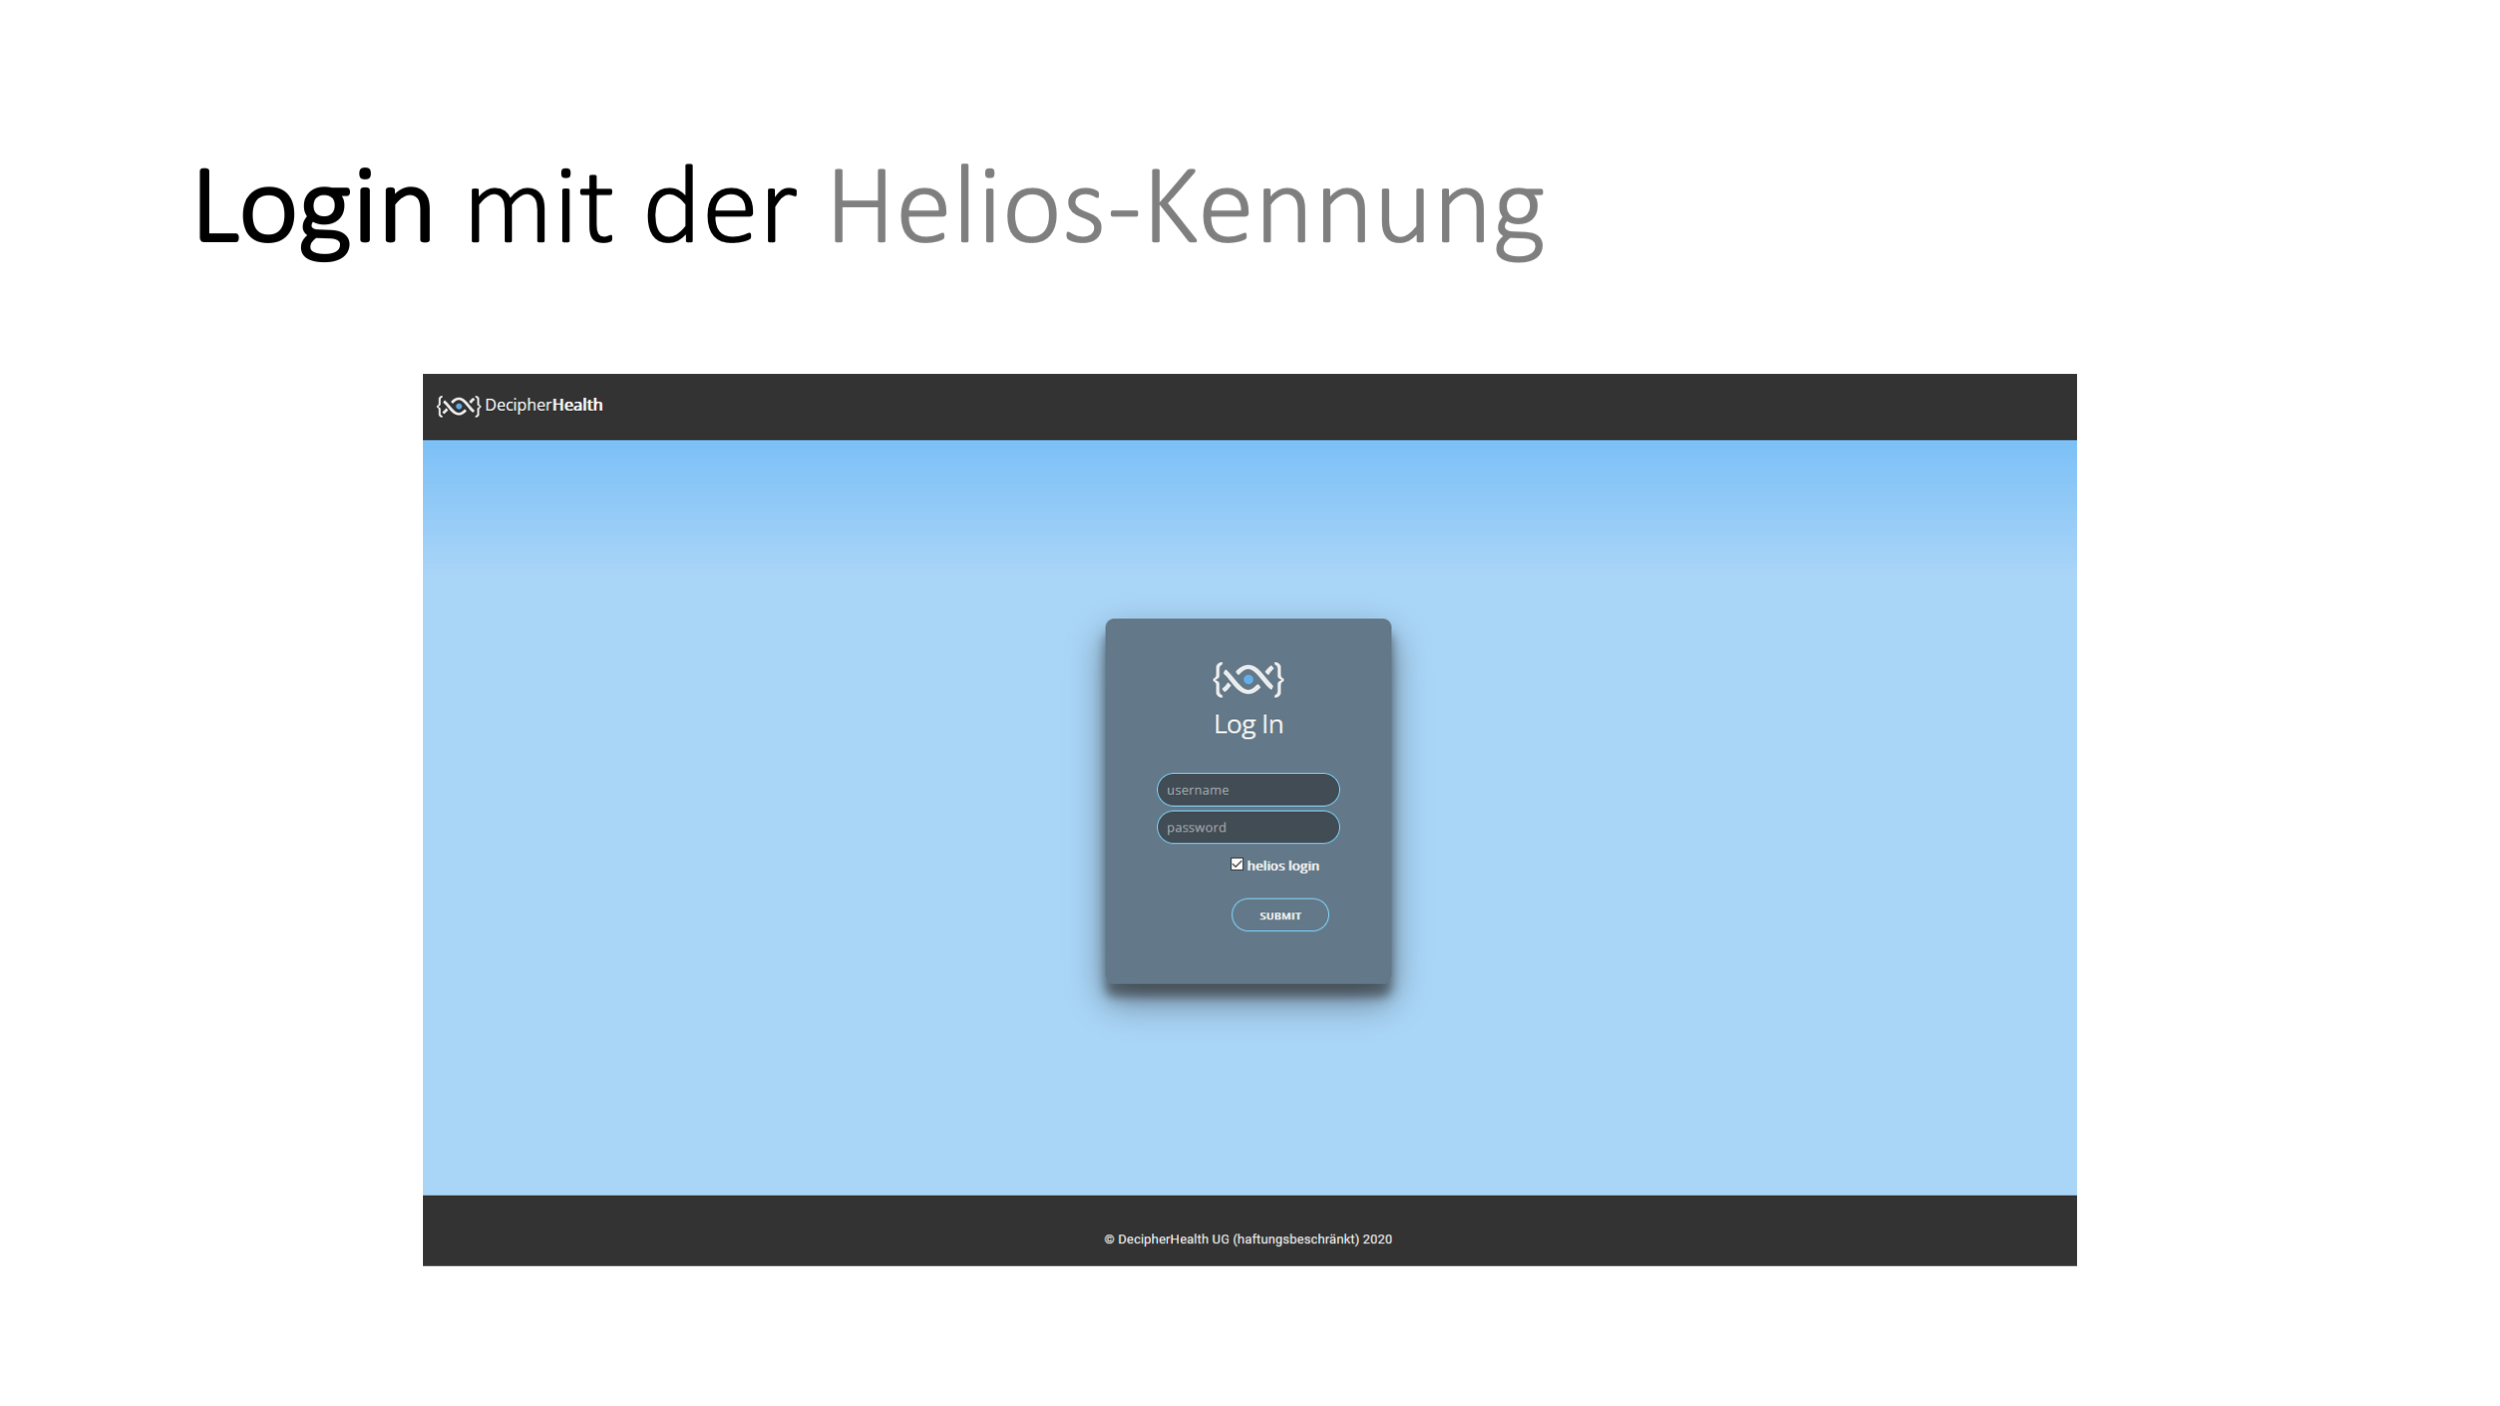 Login mit der Helios-Kennung
DecipherHealth
Log In
username
password
helios login
SUBMIT
© DecipherHealth UG (haftungsbeschränkt) 2020